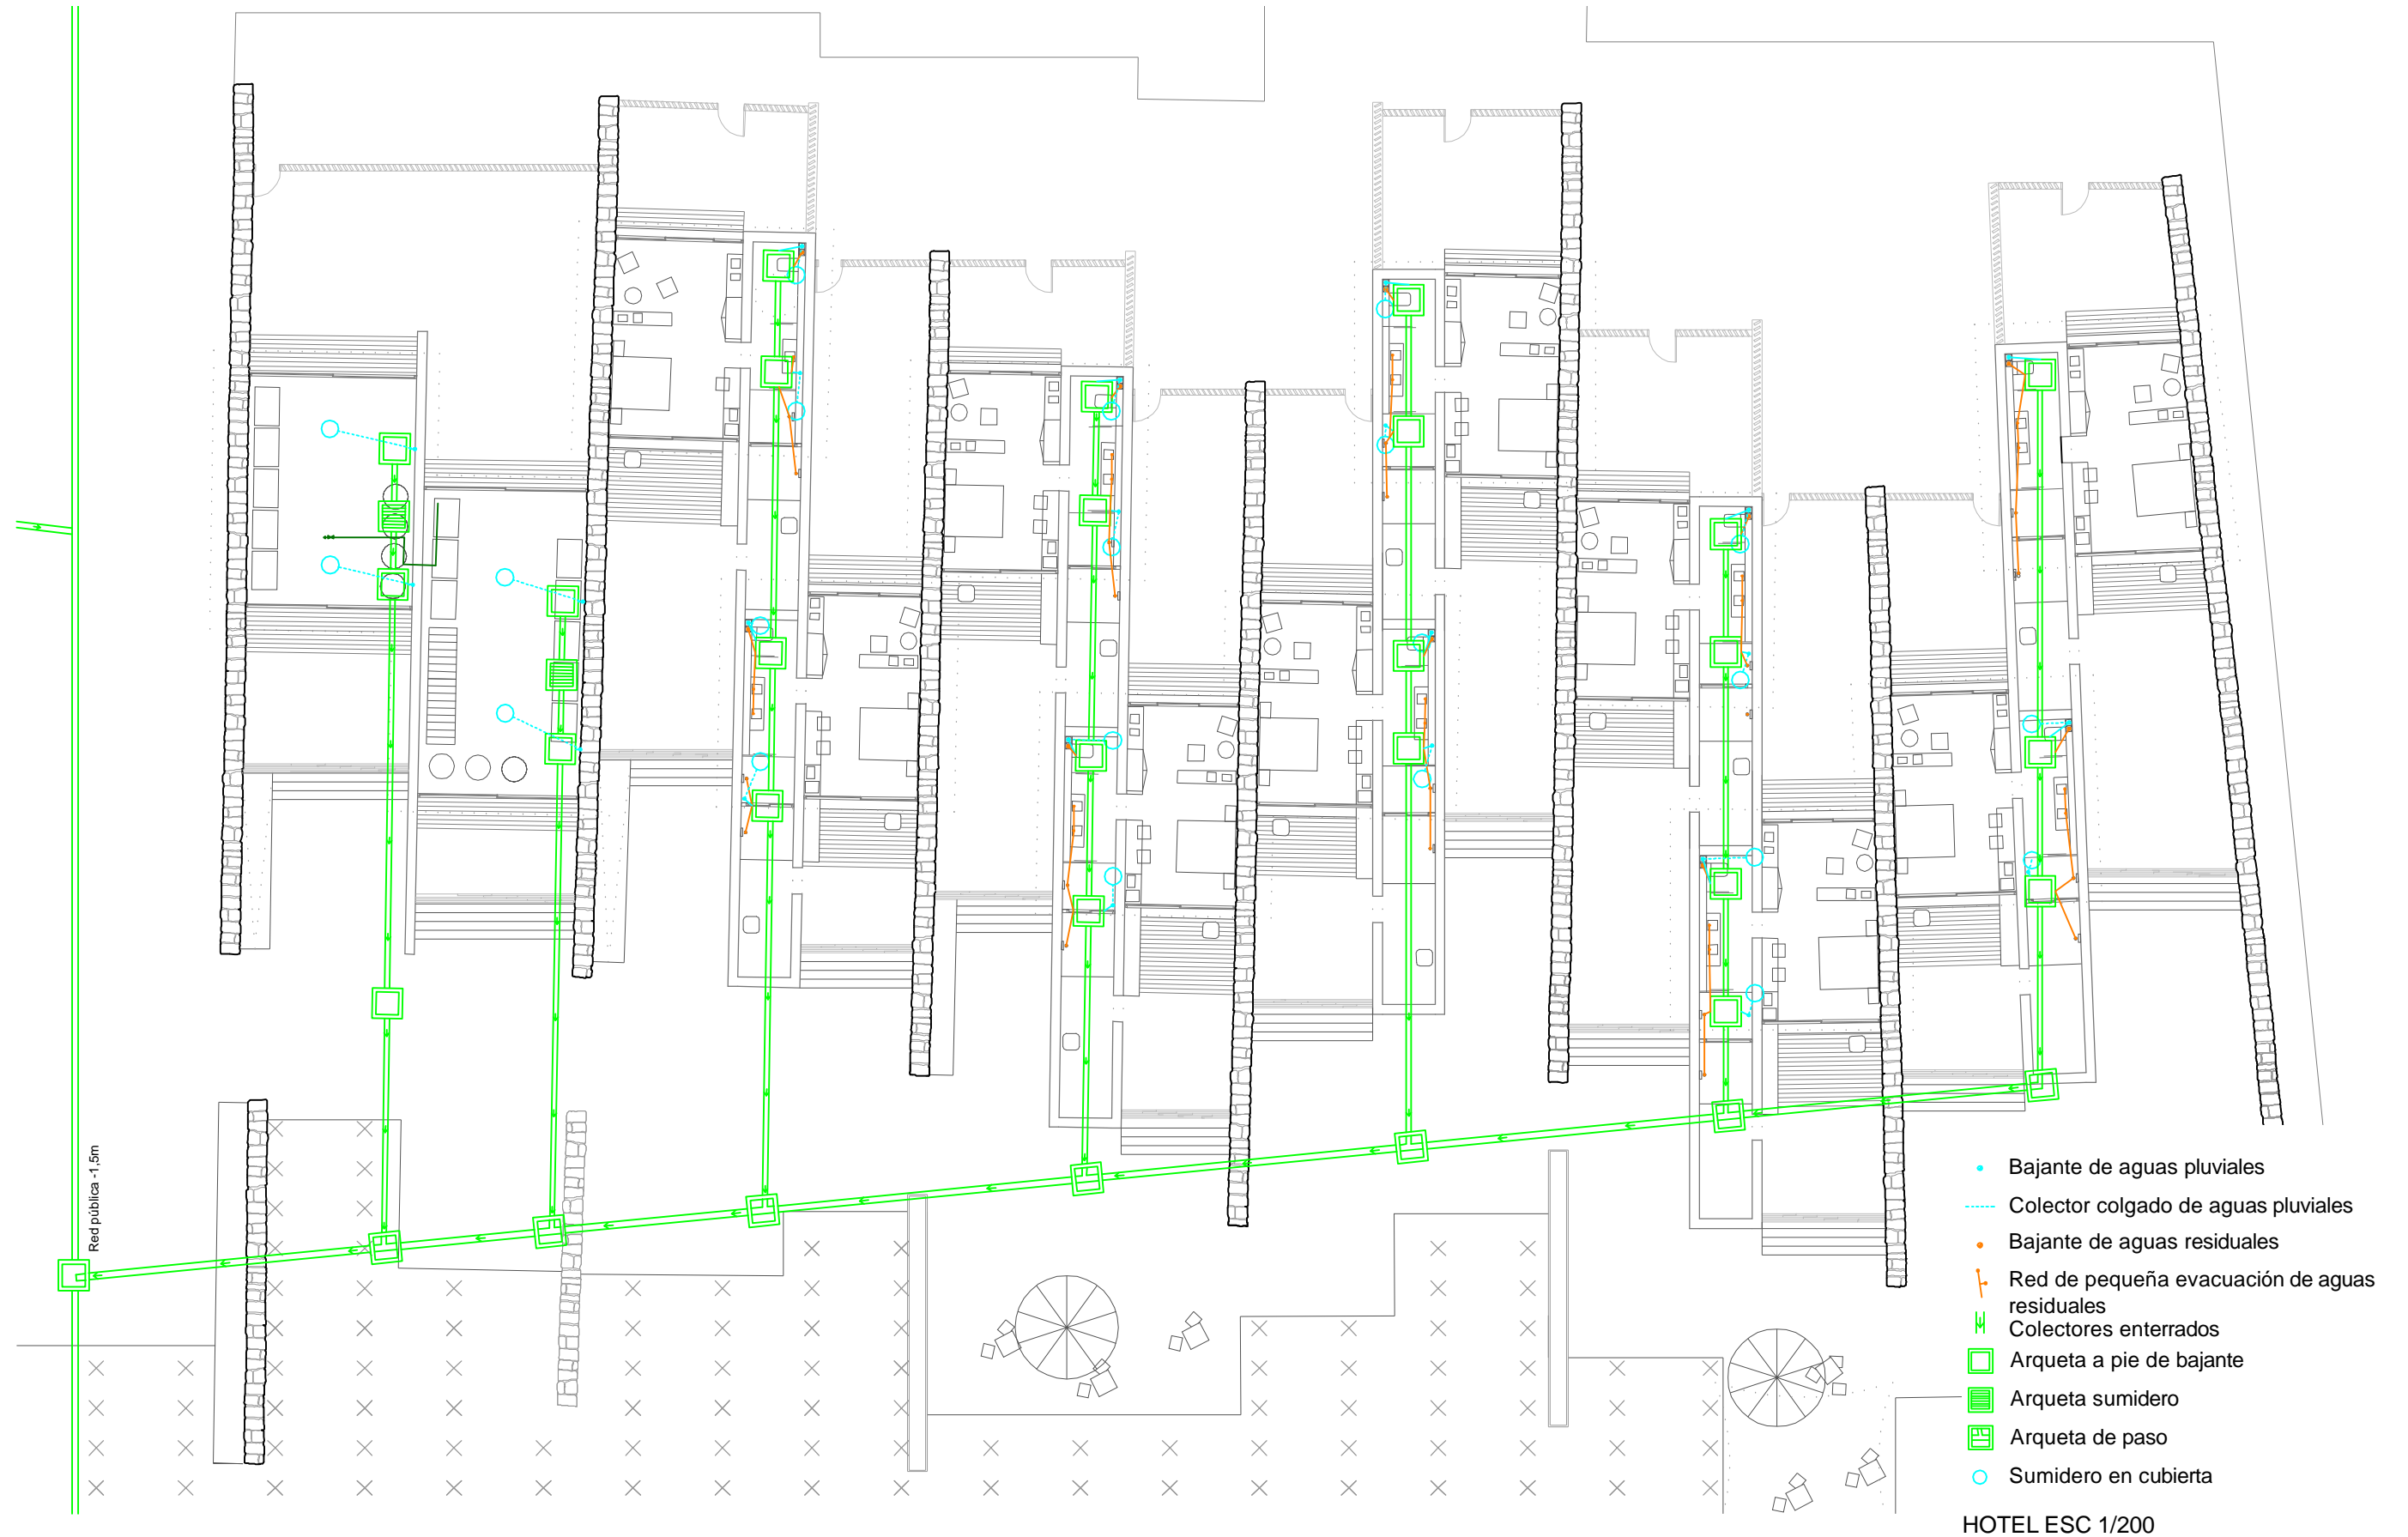 Red pública -1,5m
Bajante de aguas pluviales
Colector colgado de aguas pluviales
Bajante de aguas residuales
Red de pequeña evacuación de aguas
residuales
Colectores enterrados
Arqueta a pie de bajante
Arqueta sumidero
Arqueta de paso
Sumidero en cubierta
HOTEL ESC 1/200